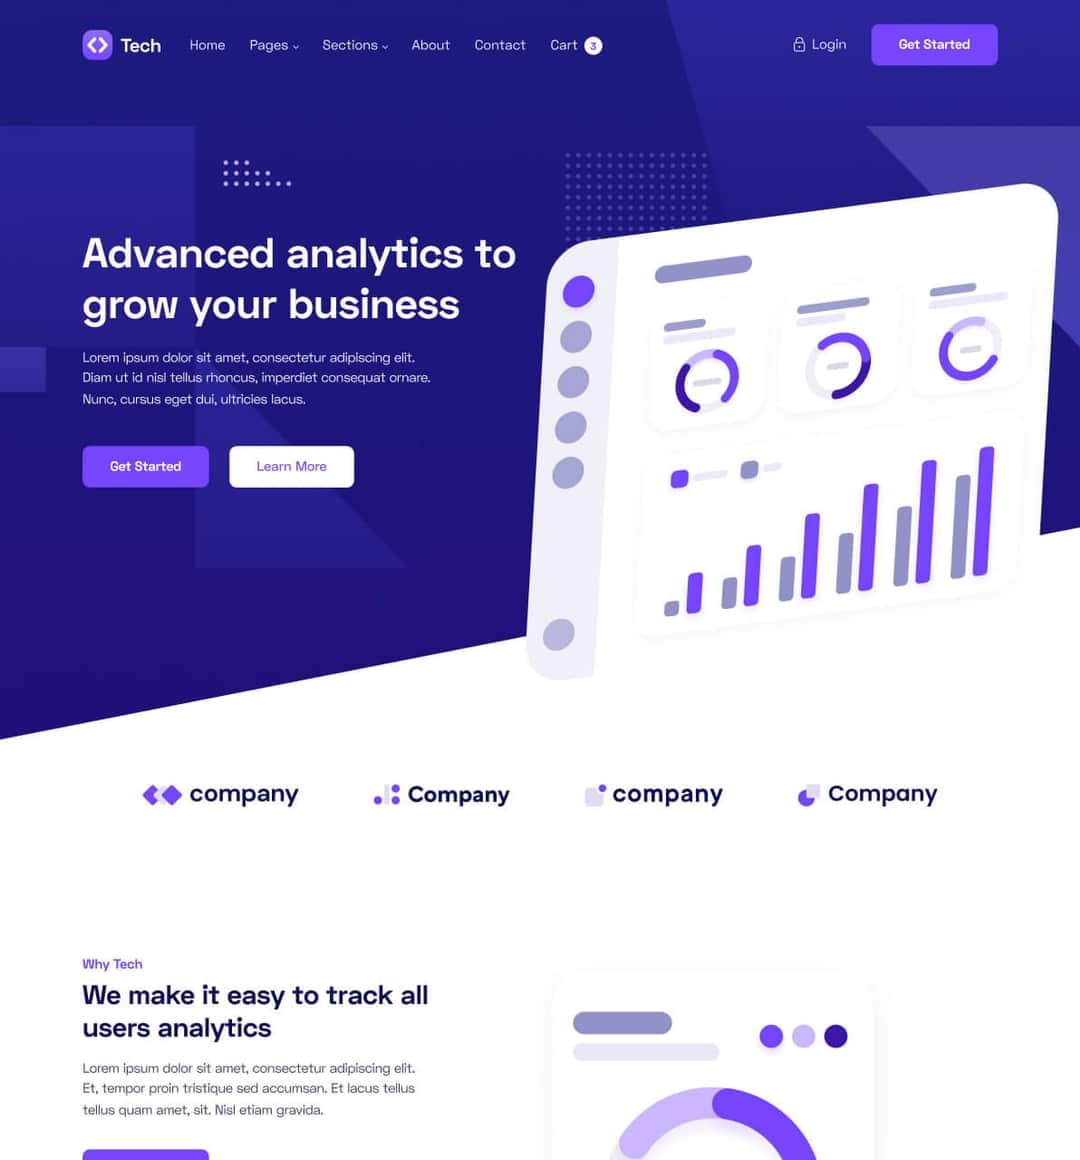 Tech
Home Pages Sections About Contact Cart 3
Login
Get Started
Advanced analytics to
grow your business
Lorem ipsum dolor sit amet, consectetur adipiscing elit.
Diam ut id nisl tellus rhoncus, imperdiet consequat ornare.
Nunc, cursus eget dui, ultricies lacus.
Get Started
Learn More
company
Company
company
Company
Why Tech
We make it easy to track all
users analytics
Lorem ipsum dolor sit amet, consectetur adipiscing elit.
Et, tempor proin tristique sed accumsan. Et lacus tellus
tellus quam amet, sit. Nisl etiam gravida.